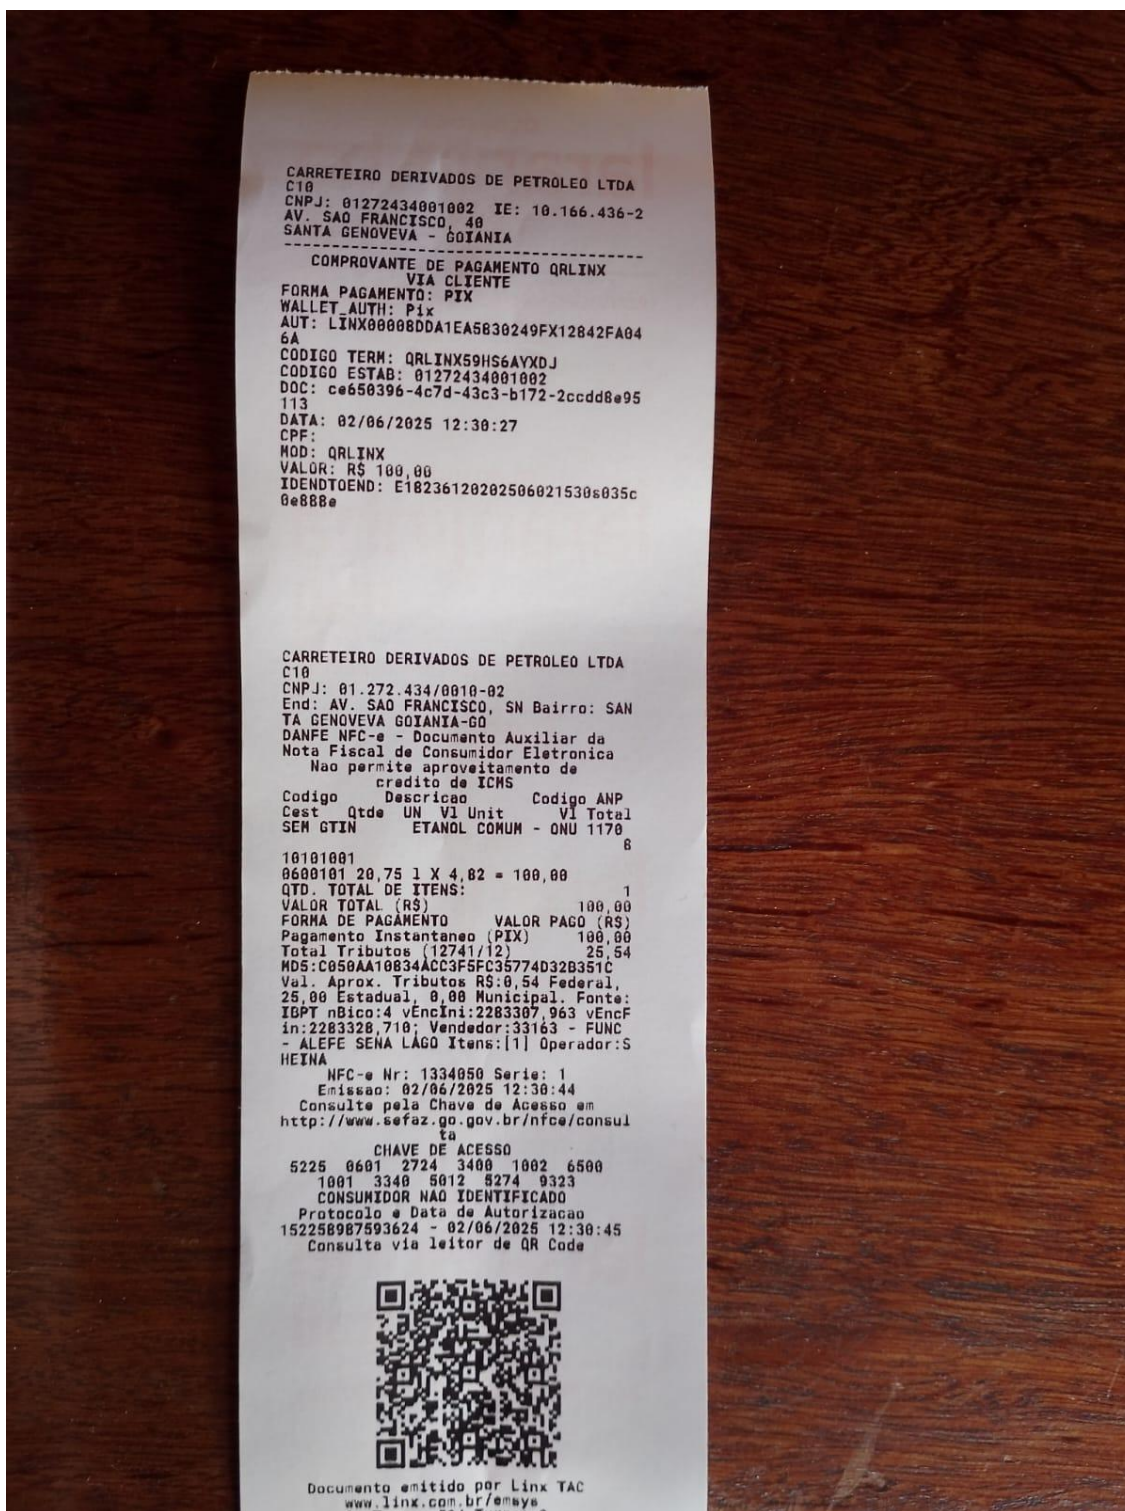 CARRETEIRO DERIVADOS DE PETROLEO LTDA
C10
CNPJ: 01272434001002 IE: 10.166.436-2
AV. SAO FRANCISCO, 40
SANTA GENOVEVA - GOIANIA
----------------------------------------
COMPROVANTE DE PAGAMENTO QRLINX
VIA CLIENTE
FORMA PAGAMENTO: PIX
WALLET_AUTH: Pix
AUT: LINX00008DDA1EA5830249FX12842FA04
6A
CODIGO TERM: QRLINX59HS6AYXDJ
CODIGO ESTAB: 01272434001002
DOC: ce650396-4c7d-43c3-b172-2ccdd8e95
113
DATA: 02/06/2025 12:30:27
CPF:
MOD: QRLINX
VALOR: R$ 100,00
IDENDTOEND: E18236120202506021530s035c
0e888e
CARRETEIRO DERIVADOS DE PETROLEO LTDA
C10
CNPJ: 01.272.434/0010-02
End: AV. SAO FRANCISCO, SN Bairro: SAN
TA GENOVEVA GOIANIA-GO
DANFE NFC-e - Documento Auxiliar da
Nota Fiscal de Consumidor Eletronica
Nao permite aproveitamento de
credito de ICMS
Codigo Descricao Codigo ANP
Cest Qtde UN Vl Unit Vl Total
SEM GTIN ETANOL COMUM - ONU 1170
6
10101001
0600101 20,75 l X 4,82 = 100,00
QTD. TOTAL DE ITENS: 1
VALOR TOTAL (R$) 100,00
FORMA DE PAGAMENTO VALOR PAGO (R$)
Pagamento Instantaneo (PIX) 100,00
Total Tributos (12741/12) 25,54
MD5:C050AA10834ACC3F5FC35774D32B351C
Val. Aprox. Tributos R$:0,54 Federal,
25,00 Estadual, 0,00 Municipal. Fonte:
IBPT nBico:4 vEncIni:2283307,963 vEncF
in:2283328,710; Vendedor:33163 - FUNC
- ALEFE SENA LAGO Itens:[1] Operador:S
HEINA
NFC-e Nr: 1334050 Serie: 1
Emissao: 02/06/2025 12:30:44
Consulte pela Chave de Acesso em
http://www.sefaz.go.gov.br/nfce/consul
ta
CHAVE DE ACESSO
5225 0601 2724 3400 1002 6500
1001 3340 5012 5274 9323
CONSUMIDOR NAO IDENTIFICADO
Protocolo e Data de Autorizacao
152258987593624 - 02/06/2025 12:30:45
Consulta via leitor de QR Code
Documento emitido por Linx TAC
www.linx.com.br/emsys